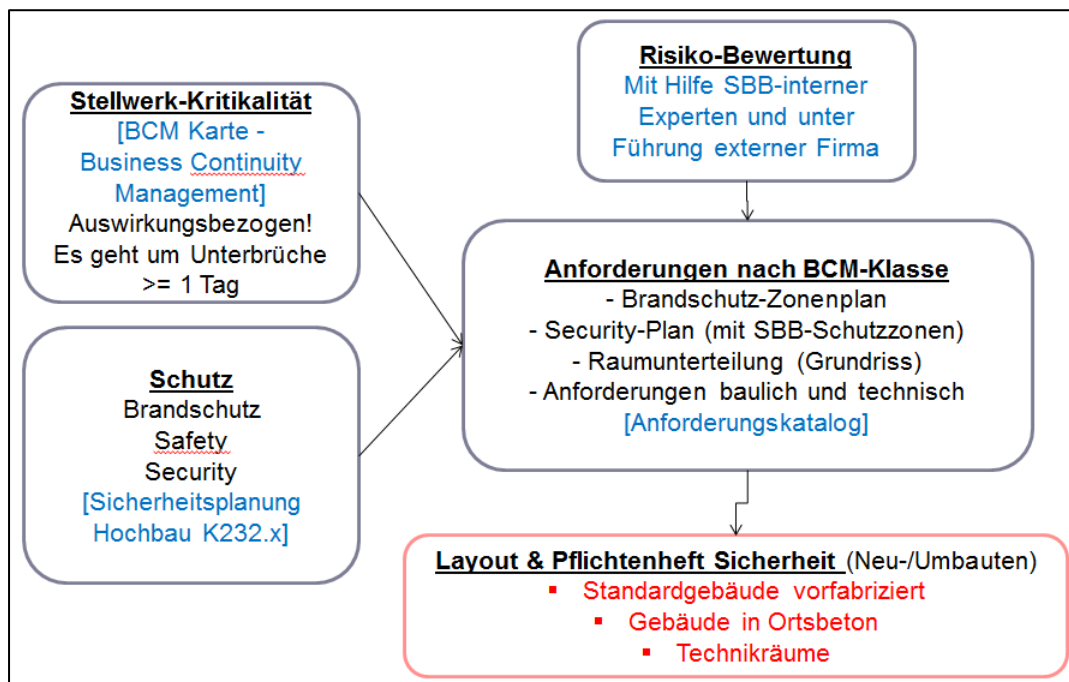 Risiko-Bewertung
Mit Hilfe SBB-interner
Experten und unter
Führung externer Firma
Stellwerk-Kritikalität
[BCM Karte -
Business Continuity
Management]
Auswirkungsbezogen!
Es geht um Unterbrüche
>= 1 Tag
Schutz
Brandschutz
Safety
Security
[Sicherheitsplanung
Hochbau K232.x]
Anforderungen nach BCM-Klasse
- Brandschutz-Zonenplan
- Security-Plan (mit SBB-Schutzzonen)
- Raumunterteilung (Grundriss)
- Anforderungen baulich und technisch
[Anforderungskatalog]
Layout & Pflichtenheft Sicherheit (Neu-/Umbauten)
▪ Standardgebäude vorfabriziert
▪ Gebäude in Ortsbeton
▪ Technikräume